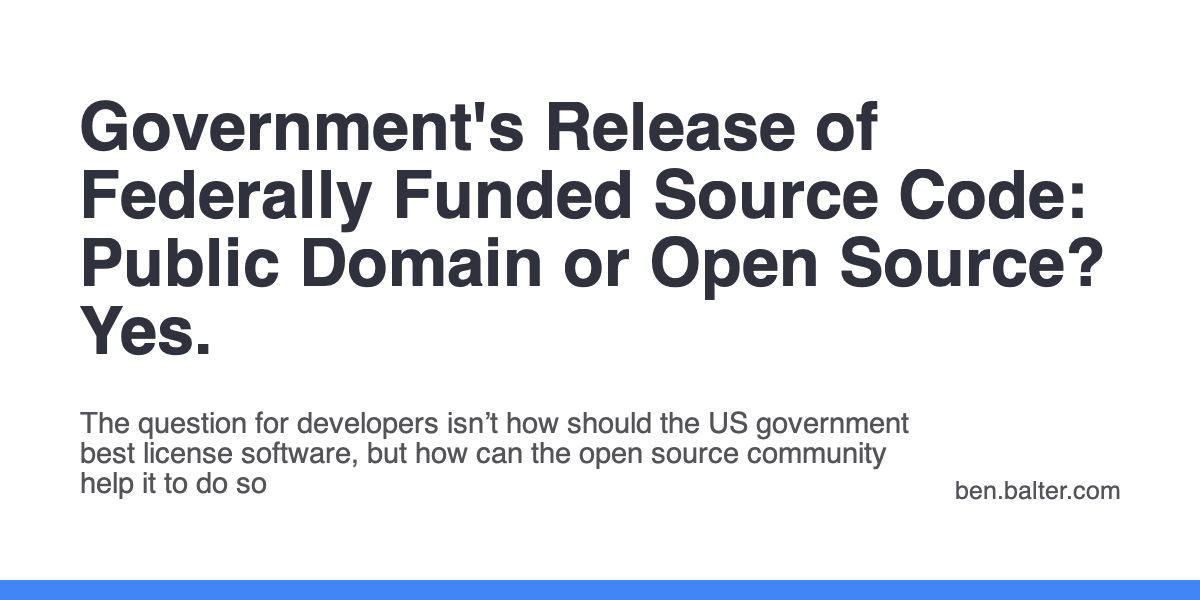 Government's Release of
Federally Funded Source Code:
Public Domain or Open Source?
Yes.
The question for developers isn’t how should the US government
best license software, but how can the open source community
help it to do so
ben.balter.com